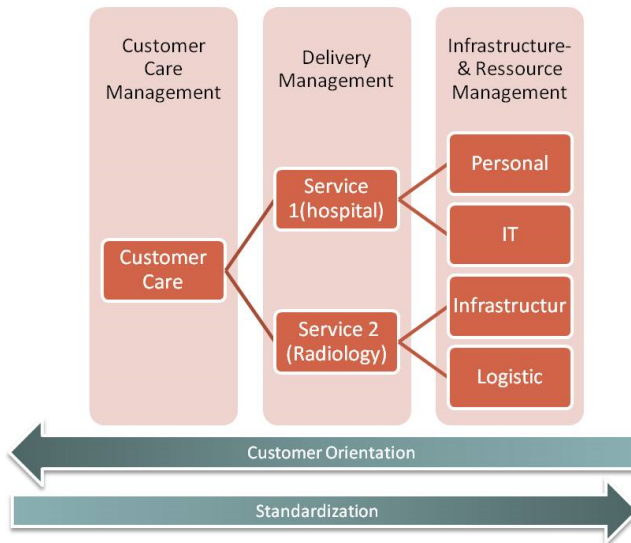 Customer
Care
Management
Delivery
Management
Infrastructure-
& Ressource
Management
Customer
Care
Service
1(hospital)
Service 2
(Radiology)
Personal
IT
Infrastructur
Logistic
Customer Orientation
Standardization